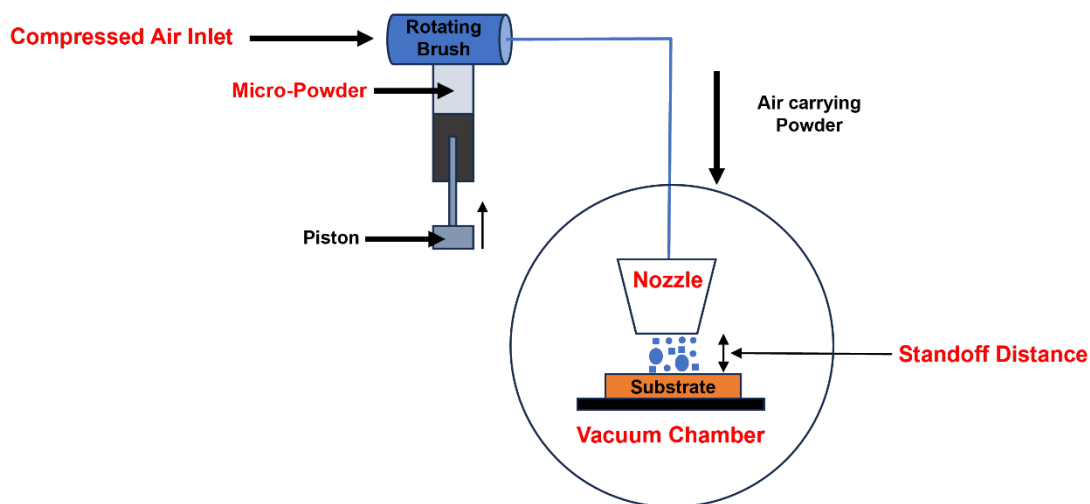 Compressed Air Inlet
Rotating
Brush
Micro-Powder
Air carrying
Powder
Piston
Nozzle
Standoff Distance
Substrate
Vacuum Chamber